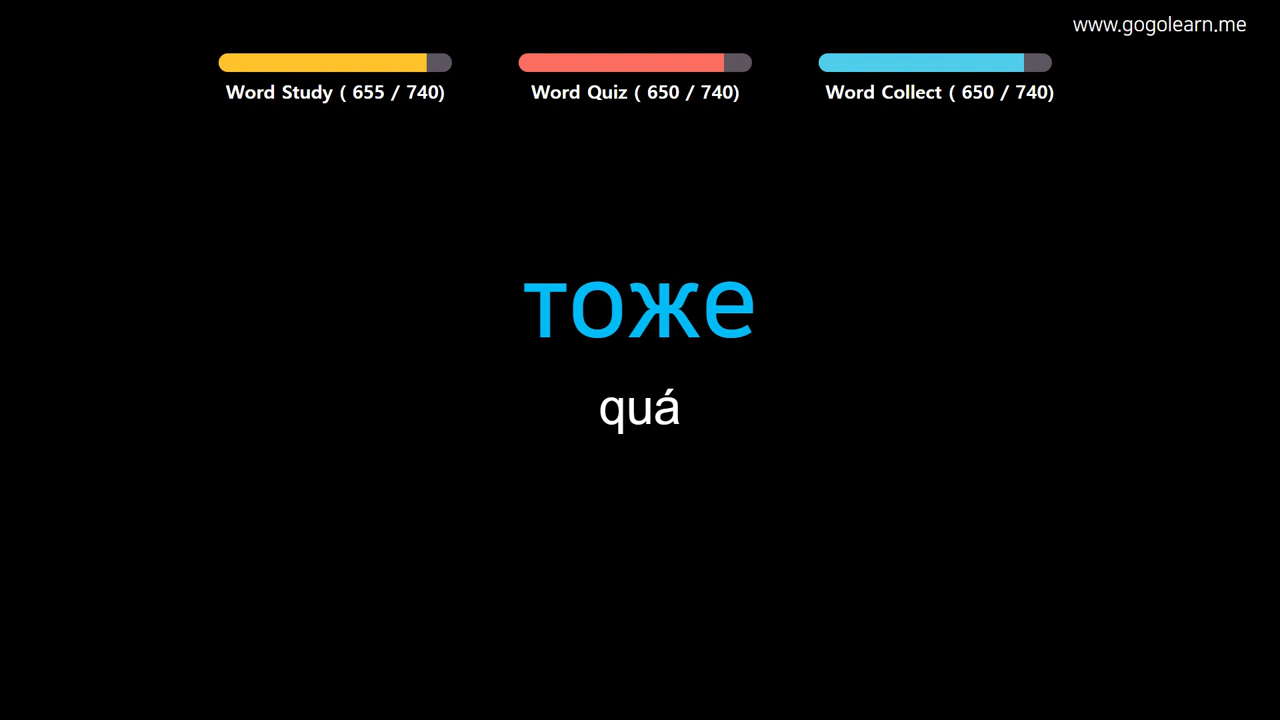 www.gogolearn.me
Word Study ( 655 / 740)
Word Quiz ( 650 / 740)
Word Collect ( 650 / 740)
тоже
quá